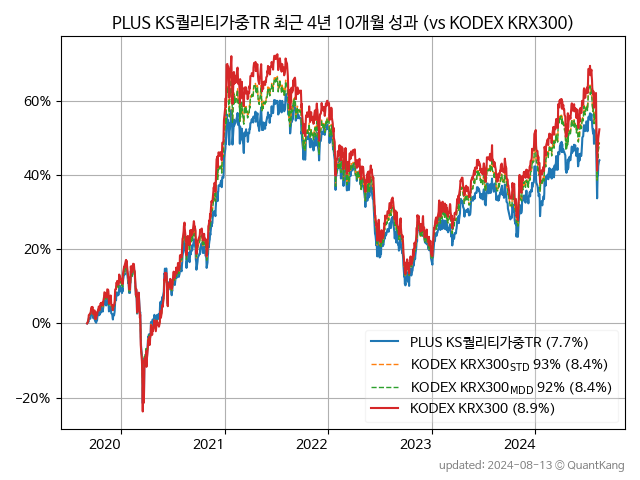 PLUS KS퀄리티가중TR 최근 4년 10개월 성과 (vs KODEX KRX300)
60%
40%
20%
0%
−20%
PLUS KS퀄리티가중TR (7.7%)
KODEX KRX300STD 93% (8.4%)
KODEX KRX300MDD 92% (8.4%)
KODEX KRX300 (8.9%)
2020 2021 2022 2023 2024
updated: 2024-08-13 © QuantKang